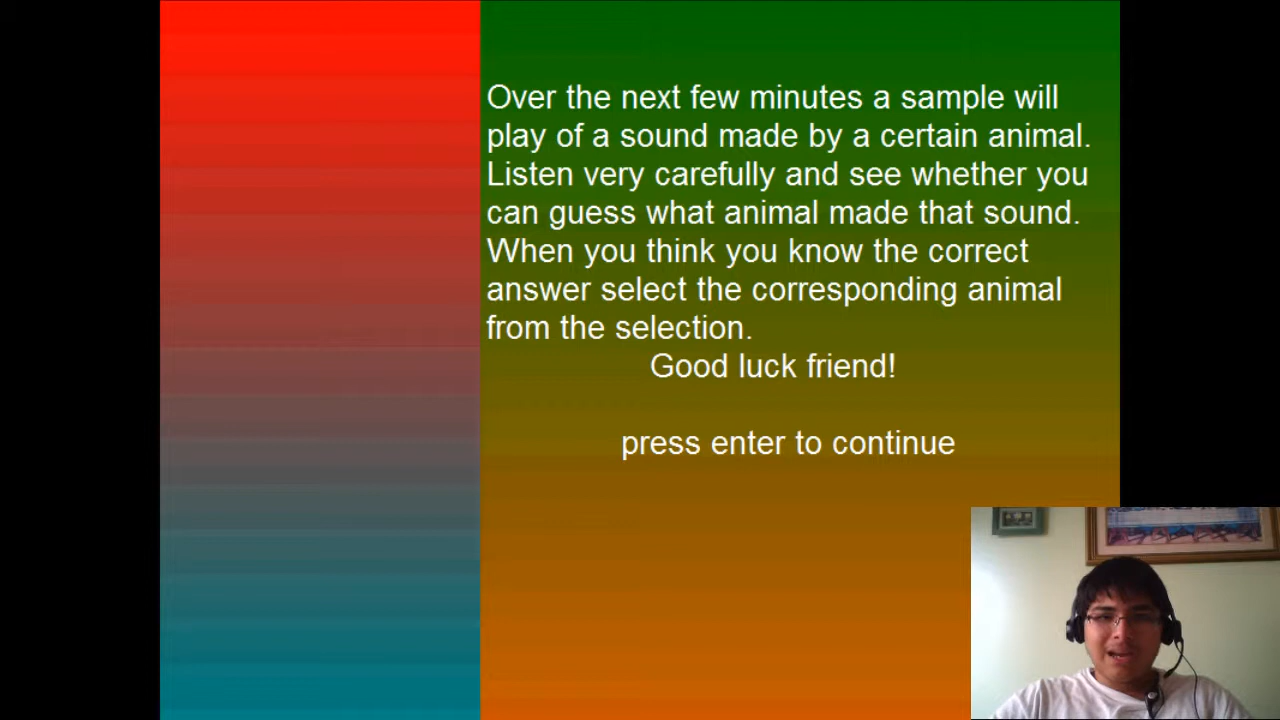 Over the next few minutes a sample will
play of a sound made by a certain animal.
Listen very carefully and see whether you
can guess what animal made that sound.
When you think you know the correct
answer select the corresponding animal
from the selection.
Good luck friend!
press enter to continue